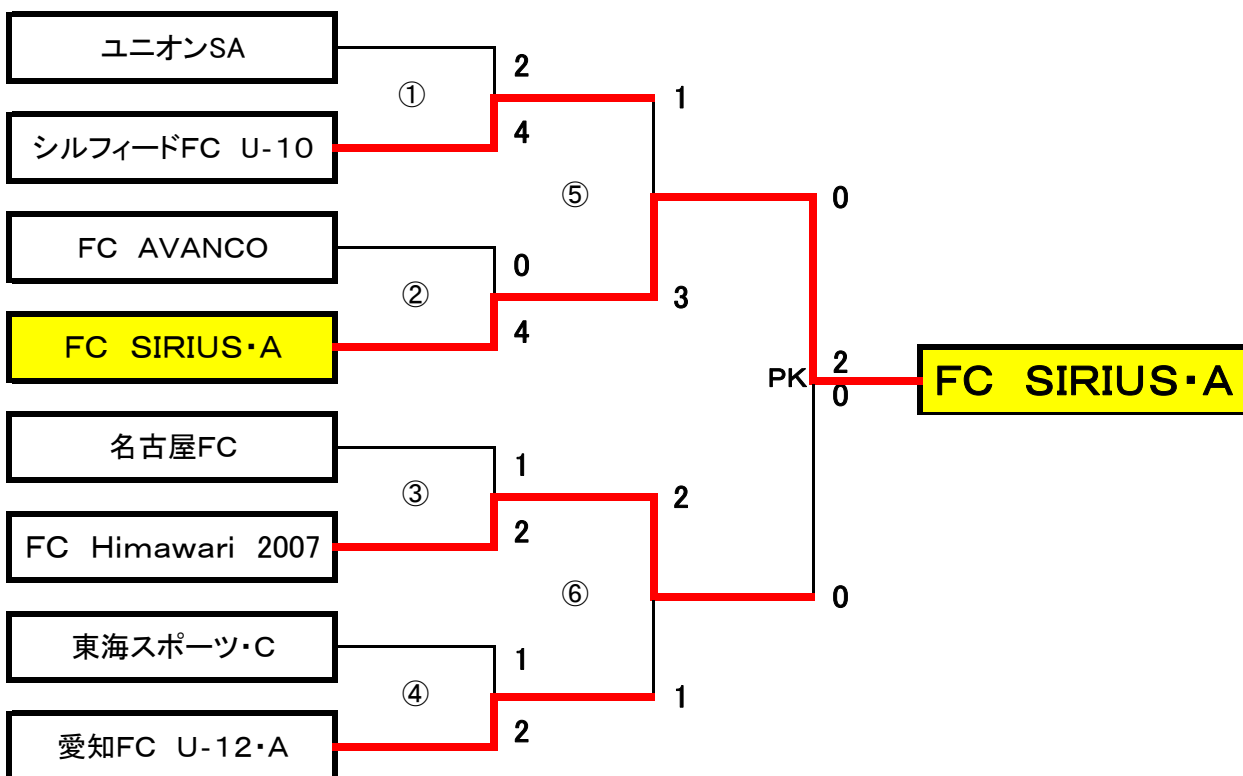 ユニオンSA
2
①
1
4
シルフィードFC U-10
⑤
0
FC AVANCO
0
②
3
4
FC SIRIUS・A
PK
2
0
FC SIRIUS・A
名古屋FC
1
③
2
2
FC Himawari 2007
⑥
0
東海スポーツ・C
1
④
1
2
愛知FC U-12・A